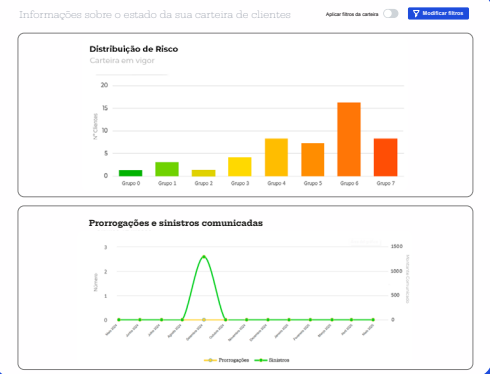 Informações sobre o estado da sua carteira de clientes
Aplicar filtros da carteira
Modificar filtros
Distribuição de Risco
Carteira em vigor
20
15
10
5
0
Nº Clientes
Grupo 0 Grupo 1 Grupo 2 Grupo 3 Grupo 4 Grupo 5 Grupo 6 Grupo 7
Prorrogações e sinistros comunicadas
3
2
1
0
Número
1500
1000
500
0
Prorrogações Sinistros